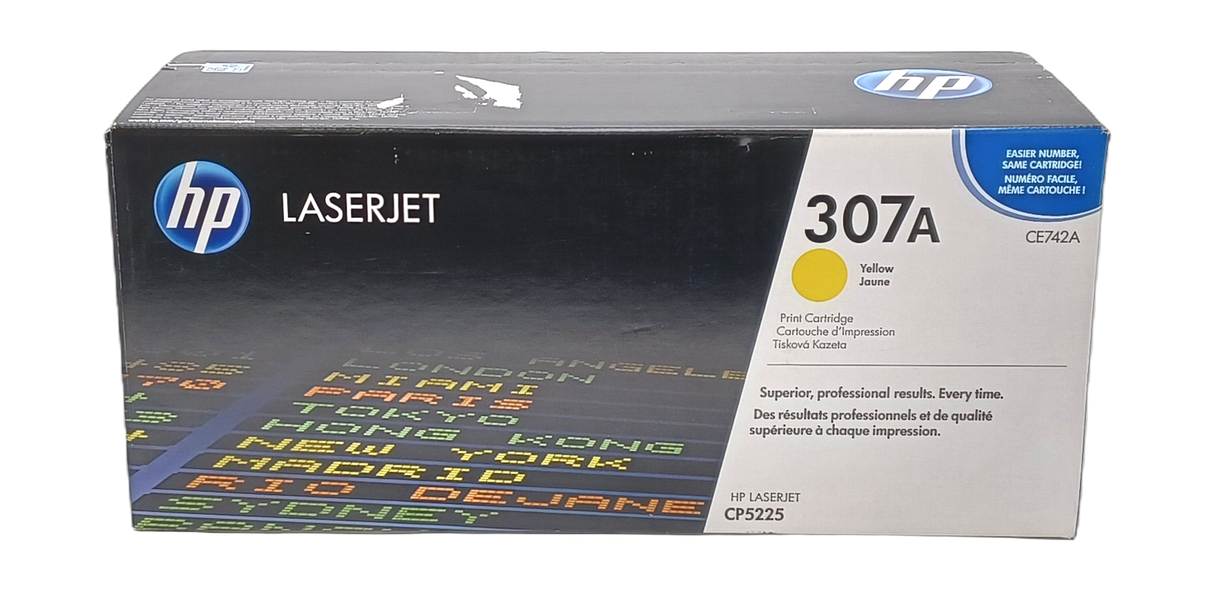 hp
hp
LASERJET
EASIER NUMBER,
SAME CARTRIDGE!
NUMÉRO FACILE,
MÊME CARTOUCHE !
307A
CE742A
Yellow
Jaune
Print Cartridge
Cartouche d'Impression
Tisková Kazeta
Superior, professional results. Every time.
Des résultats professionnels et de qualité
supérieure à chaque impression.
HP LASERJET
CP5225
LOS ANGELE
LONDON
MIAMI
PARIS
TOKYO
HONG KONG
NEW YORK
MADRID
RIO DEJANE
SYDNEY